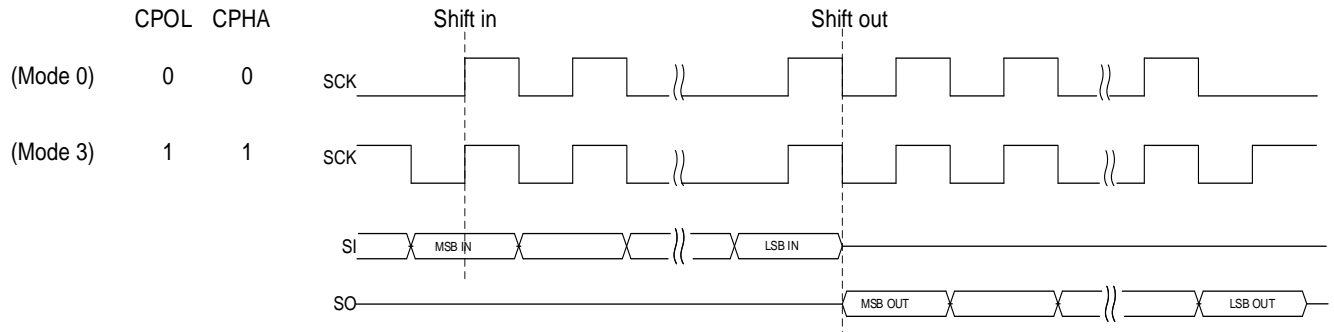 CPOL CPHA Shift in Shift out
(Mode 0) 0 0 SCK
(Mode 3) 1 1 SCK
SI MSB IN LSB IN
SO MSB OUT LSB OUT